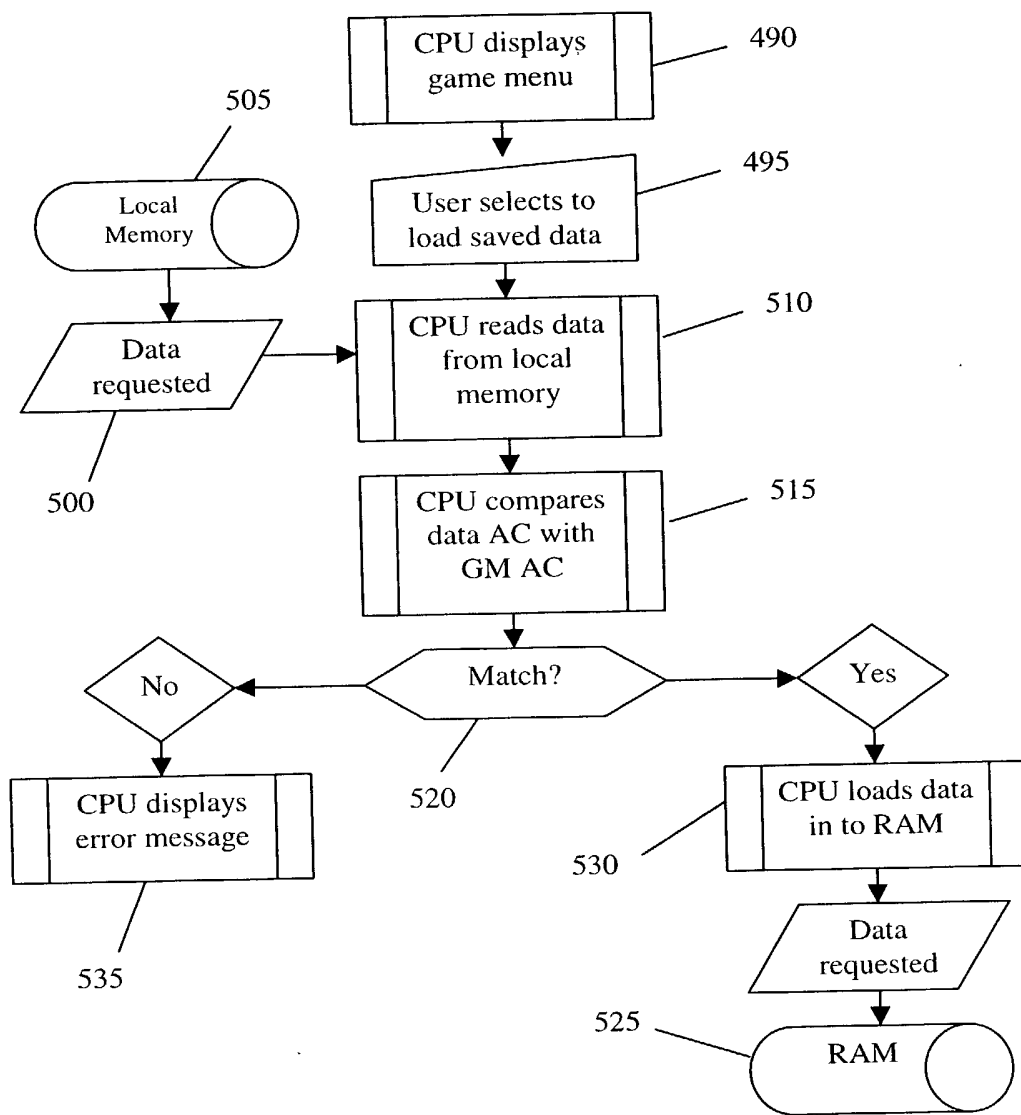 CPU displays
game menu
490
505
495
Local
Memory
User selects to
load saved data
510
CPU reads data
from local
memory
Data
requested
500
515
CPU compares
data AC with
GM AC
No
Match?
Yes
520
CPU displays
error message
CPU loads data
in to RAM
530
535
Data
requested
525
RAM